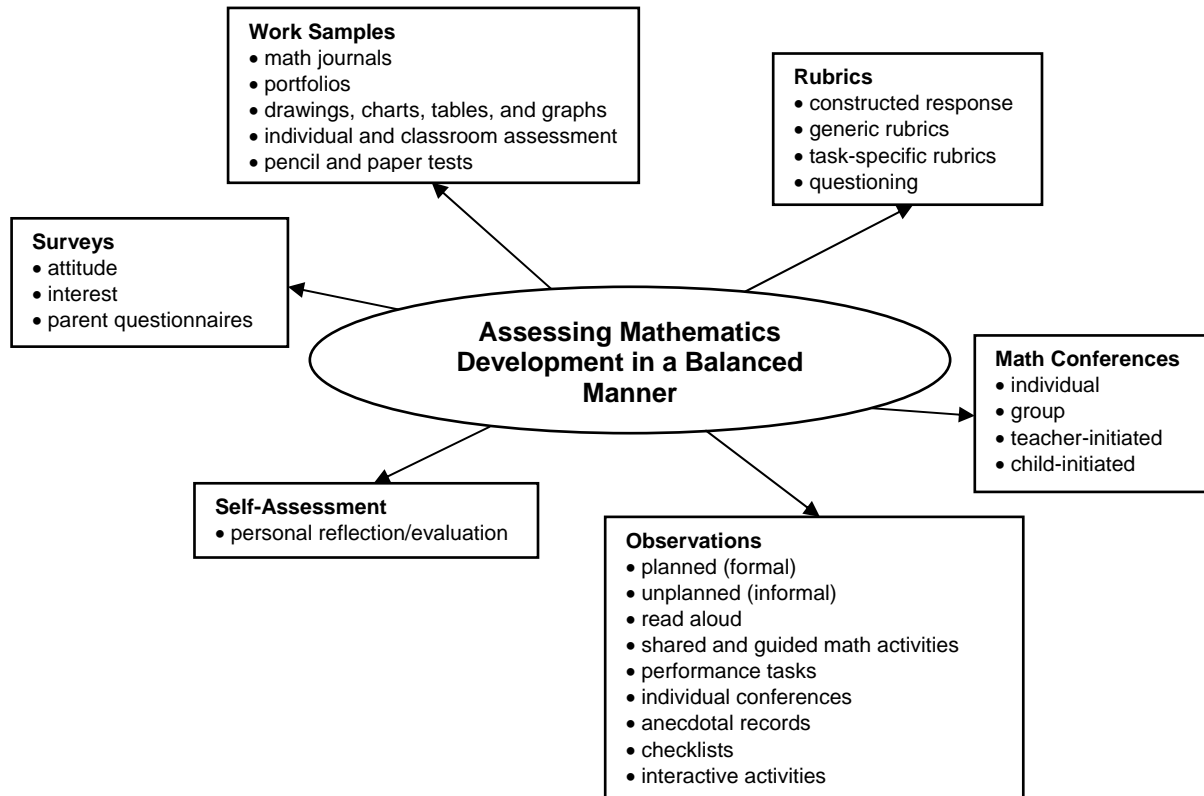 Work Samples
• math journals
• portfolios
• drawings, charts, tables, and graphs
• individual and classroom assessment
• pencil and paper tests
Rubrics
• constructed response
• generic rubrics
• task-specific rubrics
• questioning
Surveys
• attitude
• interest
• parent questionnaires
Assessing Mathematics
Development in a Balanced
Manner
Math Conferences
• individual
• group
• teacher-initiated
• child-initiated
Self-Assessment
• personal reflection/evaluation
Observations
• planned (formal)
• unplanned (informal)
• read aloud
• shared and guided math activities
• performance tasks
• individual conferences
• anecdotal records
• checklists
• interactive activities